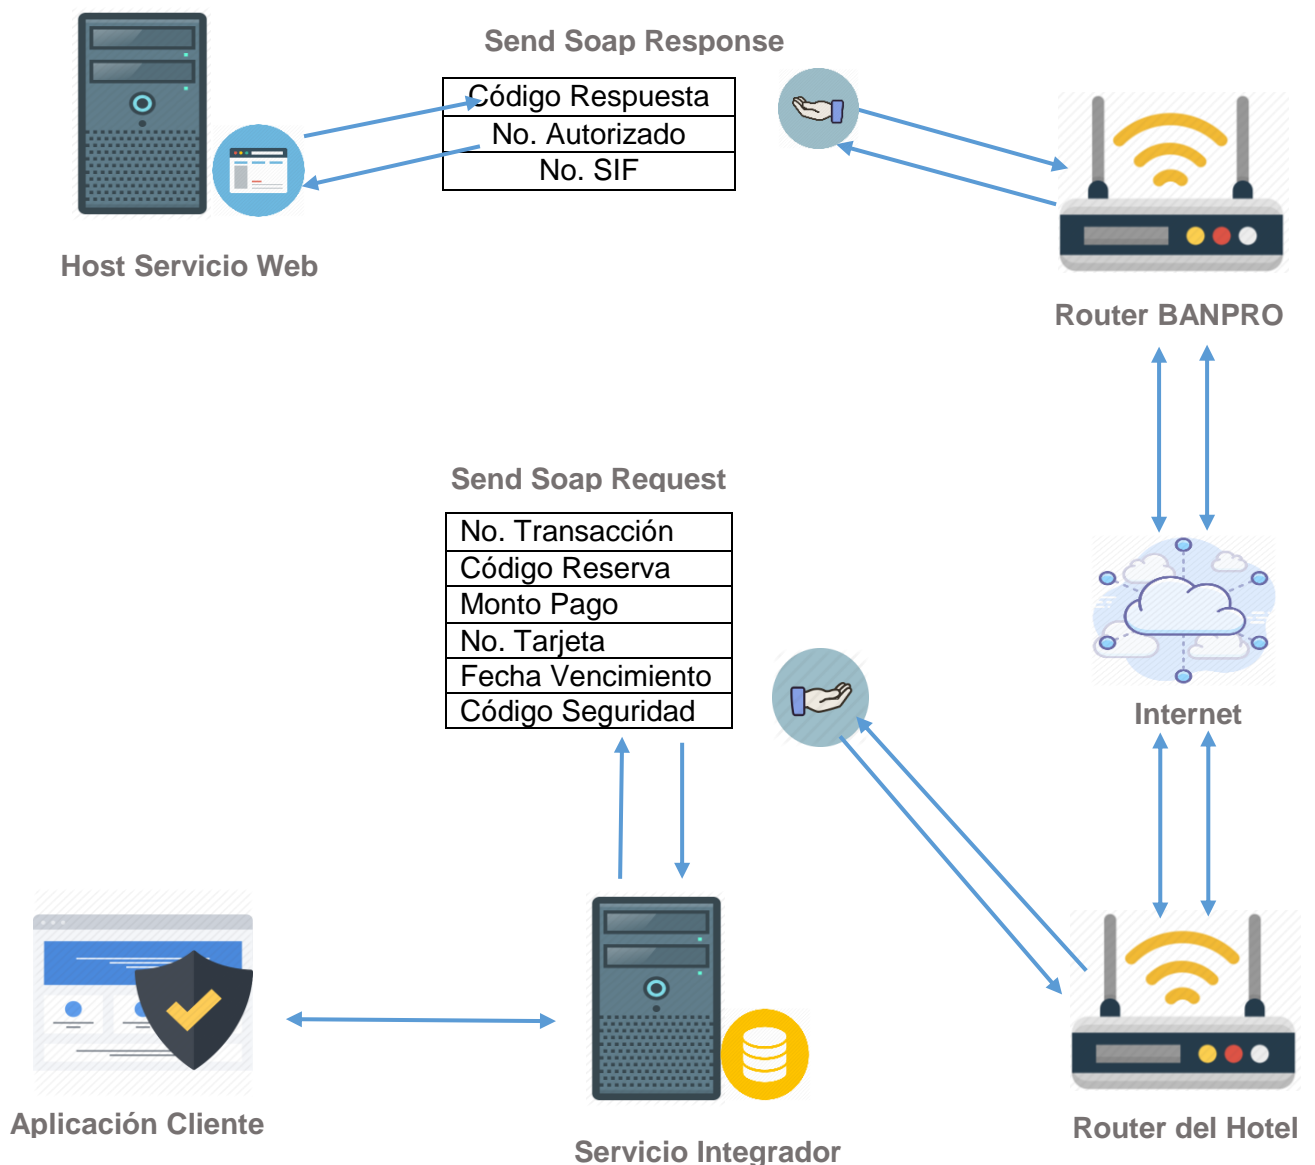 Send Soap Response
Código Respuesta
No. Autorizado
No. SIF
Host Servicio Web
Router BANPRO
Send Soap Request
No. Transacción
Código Reserva
Monto Pago
No. Tarjeta
Fecha Vencimiento
Código Seguridad
Internet
Aplicación Cliente
Servicio Integrador
Router del Hotel